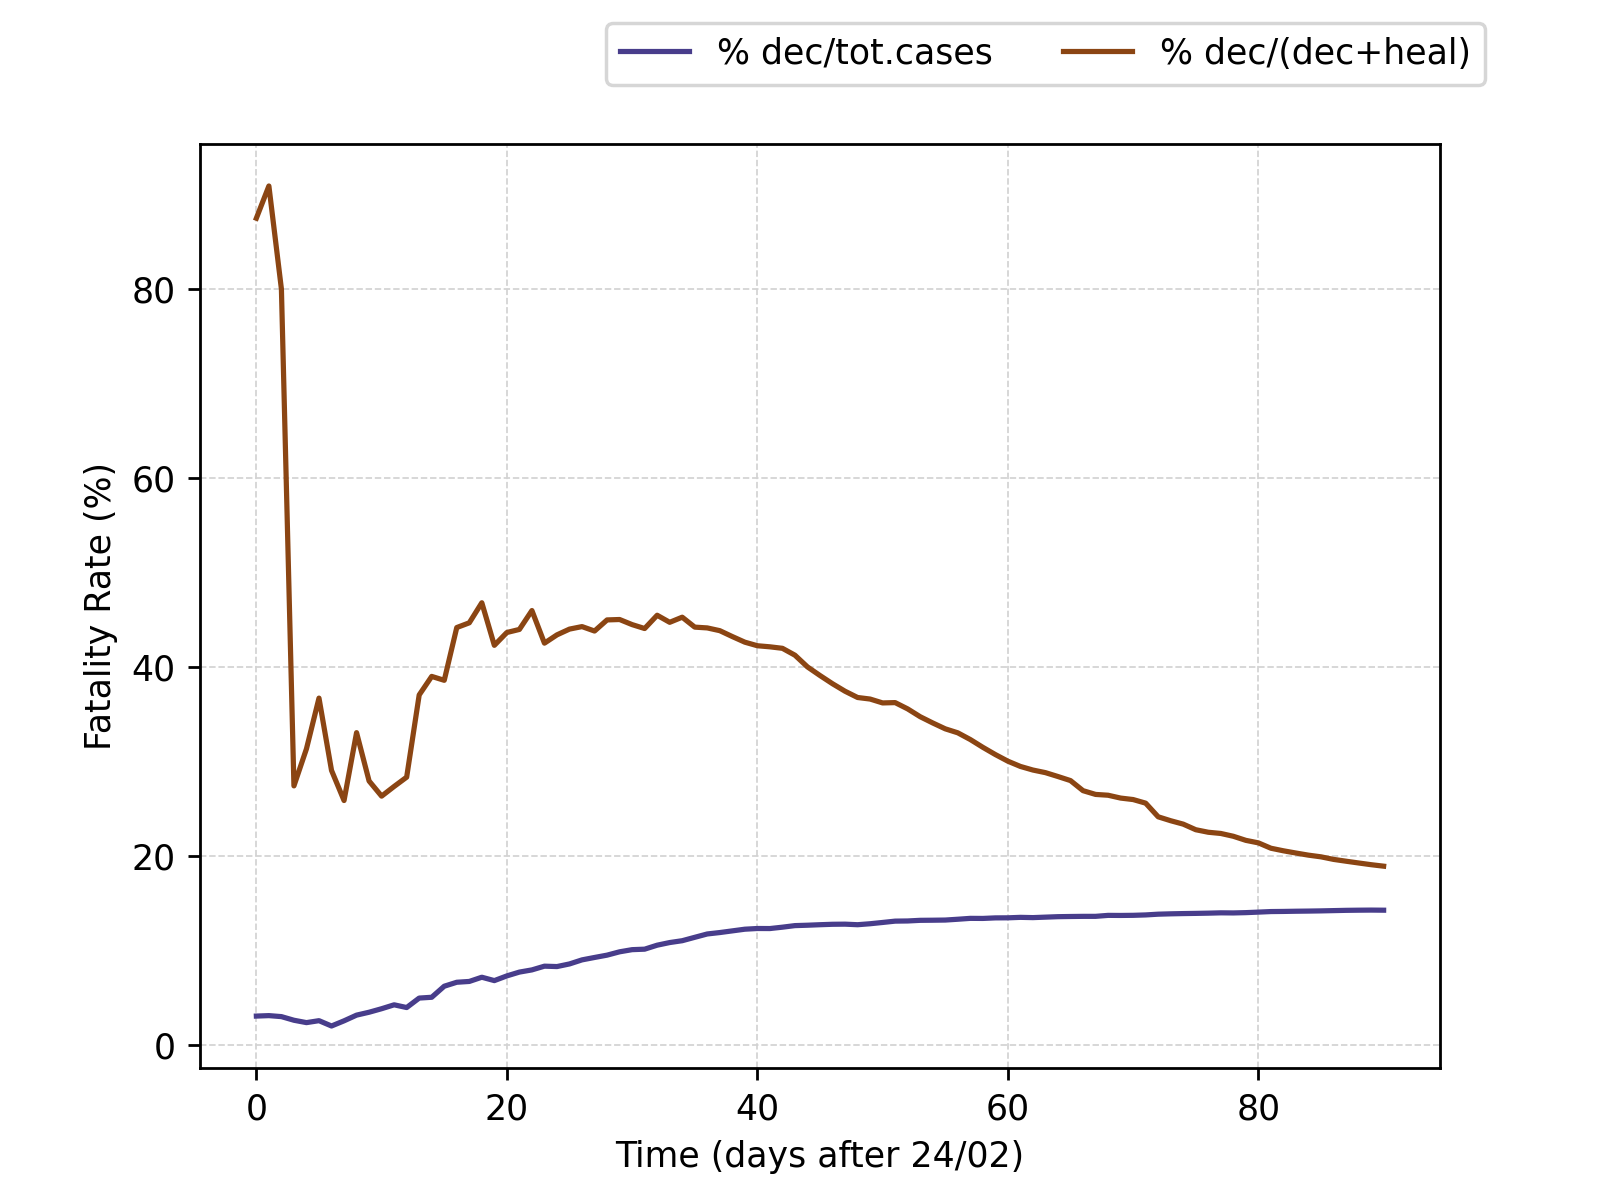 % dec/tot.cases % dec/(dec+heal)
Fatality Rate (%)
80
60
40
20
0
0 20 40 60 80
Time (days after 24/02)